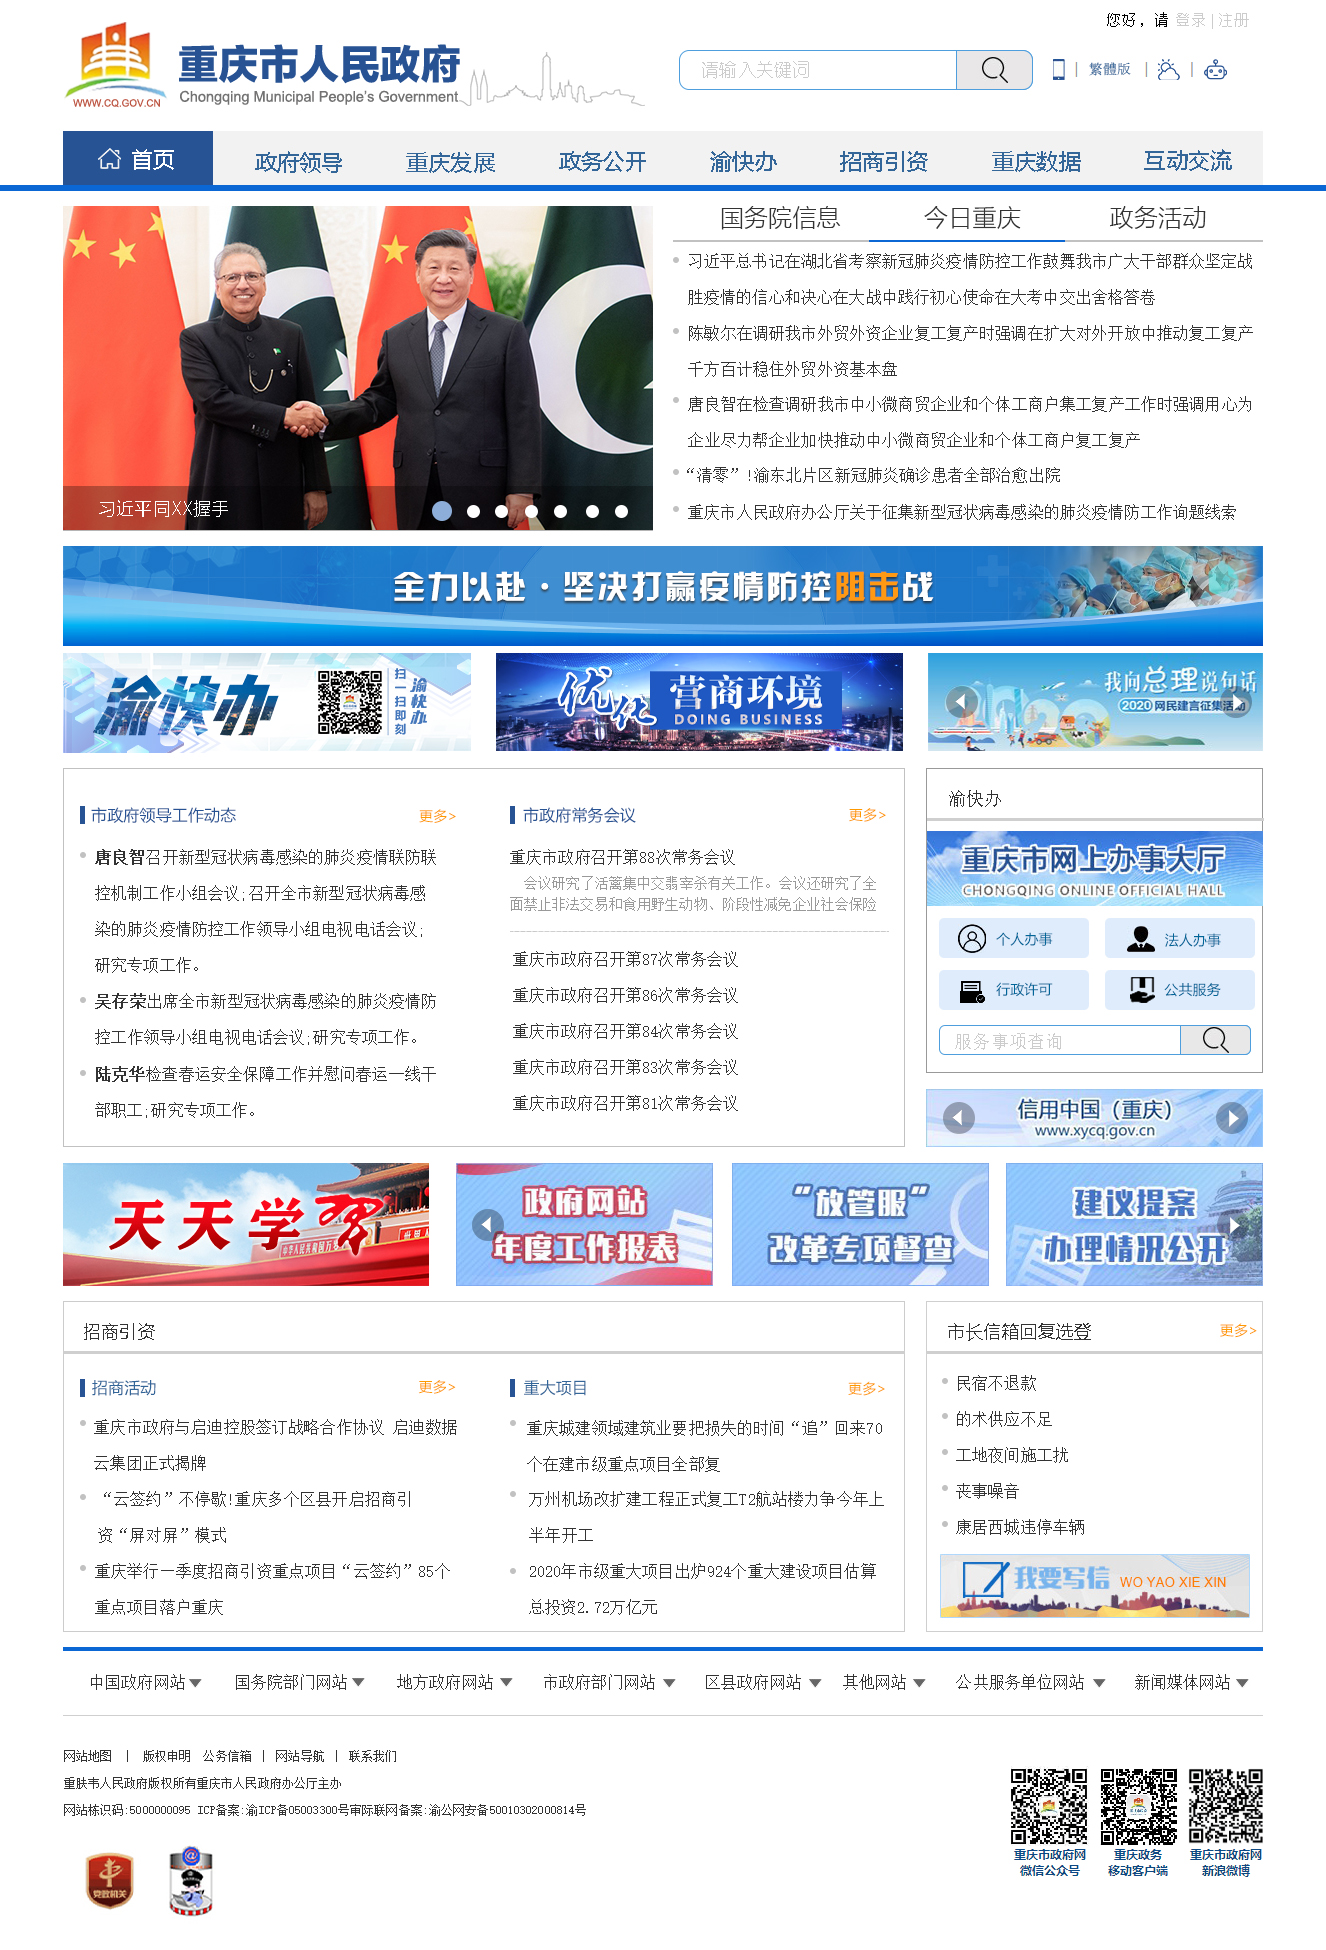 您好，请 登录|注册
重庆市人民政府
WWW.CQ.GOV.CN
Chongqing Municipal People's Government
请输入关键词
繁體版
首页
政府领导
重庆发展
政务公开
渝快办
招商引资
重庆数据
互动交流
国务院信息
今日重庆
政务活动
习近平总书记在湖北省考察新冠肺炎疫情防控工作鼓舞我市广大干部群众坚定战
胜疫情的信心和决心在大战中践行初心使命在大考中交出舍格答卷
陈敏尔在调研我市外贸外资企业复工复产时强调在扩大对外开放中推动复工复产
千方百计稳住外贸外资基本盘
唐良智在检查调研我市中小微商贸企业和个体工商户集工复产工作时强调用心为
企业尽力帮企业加快推动中小微商贸企业和个体工商户复工复产
“清零”!渝东北片区新冠肺炎确诊患者全部治愈出院
重庆市人民政府办公厅关于征集新型冠状病毒感染的肺炎疫情防工作询题线索
习近平同XX握手
全力以赴·坚决打赢疫情防控阻击战
渝快办
扫一扫即刻
渝快办
优化
营商环境
DOING BUSINESS
我向总理说句话
2020网民建言征集活动
市政府领导工作动态
更多>
唐良智召开新型冠状病毒感染的肺炎疫情联防联
控机制工作小组会议;召开全市新型冠状病毒感
染的肺炎疫情防控工作领导小组电视电话会议;
研究专项工作。
吴存荣出席全市新型冠状病毒感染的肺炎疫情防
控工作领导小组电视电话会议;研究专项工作。
陆克华检查春运安全保障工作并慰问春运一线干
部职工;研究专项工作。
市政府常务会议
更多>
重庆市政府召开第88次常务会议
会议研究了活篱集中交翡宰杀有关工作。会议还研究了全
面禁止非法交易和食用野生动物、阶段性减免企业社会保险
重庆市政府召开第87次常务会议
重庆市政府召开第86次常务会议
重庆市政府召开第84次常务会议
重庆市政府召开第83次常务会议
重庆市政府召开第81次常务会议
渝快办
重庆市网上办事大厅
CHONGQING ONLINE OFFICIAL HALL
个人办事
法人办事
行政许可
公共服务
服务事项查询
信用中国（重庆）
www.xycq.gov.cn
天天学习
政府网站
年度工作报表
“放管服”
改革专项督查
建议提案
办理情况公开
招商引资
招商活动
更多>
重庆市政府与启迪控股签订战略合作协议 启迪数据
云集团正式揭牌
“云签约”不停歇!重庆多个区县开启招商引
资“屏对屏”模式
重庆举行一季度招商引资重点项目“云签约”85个
重点项目落户重庆
重大项目
更多>
重庆城建领域建筑业要把损失的时间“追”回来70
个在建市级重点项目全部复
万州机场改扩建工程正式复工T2航站楼力争今年上
半年开工
2020年市级重大项目出炉924个重大建设项目估算
总投资2.72万亿元
市长信箱回复选登
更多>
民宿不退款
的术供应不足
工地夜间施工扰
丧事噪音
康居西城违停车辆
我要写信
WO YAO XIE XIN
中国政府网站
国务院部门网站
地方政府网站
市政府部门网站
区县政府网站
其他网站
公共服务单位网站
新闻媒体网站
网站地图 | 版权申明 公务信箱 | 网站导航 | 联系我们
重肤韦人民政府版权所有重庆市人民政府办公厅主办
网站栋识码:5000000095 ICP备案:渝ICP备05003300号审际联网备案:渝公网安备50010302000814号
党政机关
重庆市政府网
微信公众号
重庆政务
移动客户端
重庆市政府网
新浪微博